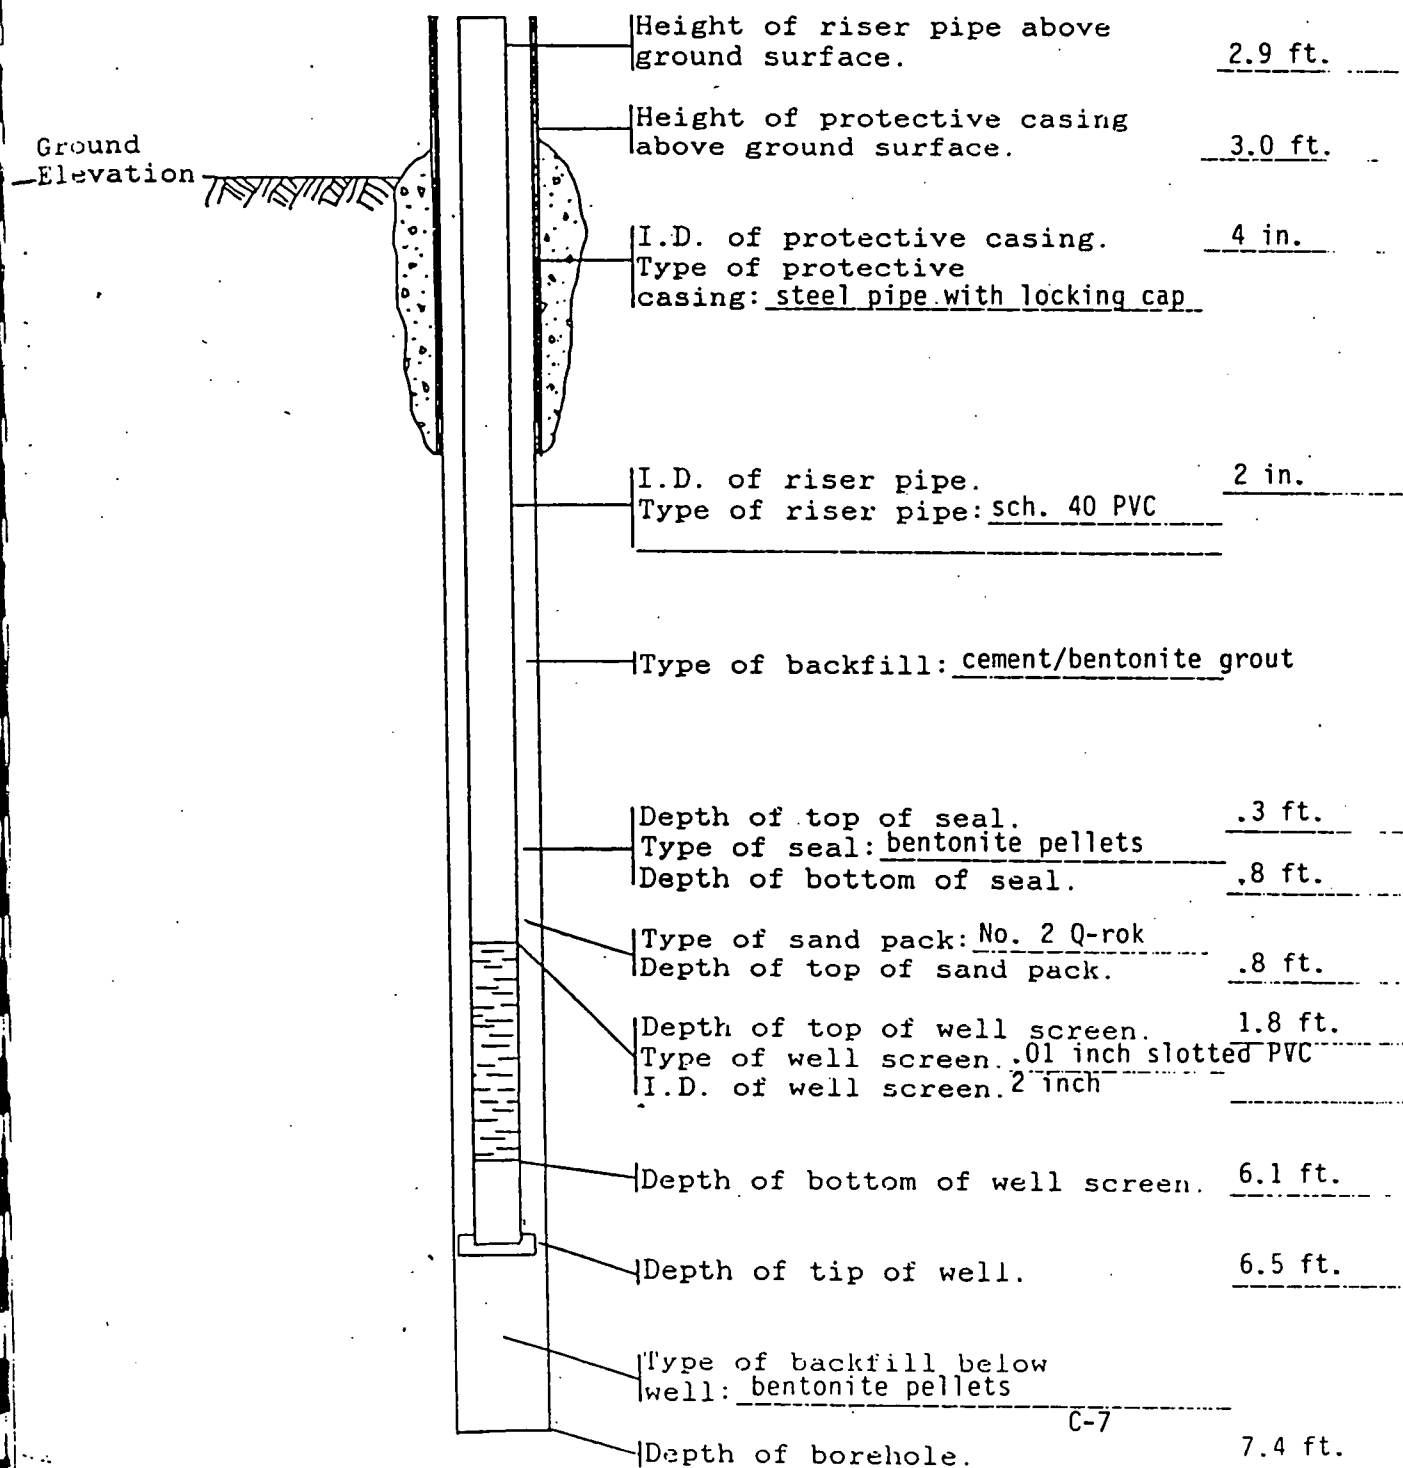 Height of riser pipe above
ground surface. 2.9 ft.
Height of protective casing
above ground surface. 3.0 ft.
Ground
Elevation
I.D. of protective casing. 4 in.
Type of protective
casing: steel pipe with locking cap
I.D. of riser pipe. 2 in.
Type of riser pipe: sch. 40 PVC
Type of backfill: cement/bentonite grout
Depth of top of seal. .3 ft.
Type of seal: bentonite pellets
Depth of bottom of seal. .8 ft.
Type of sand pack: No. 2 Q-rok
Depth of top of sand pack. .8 ft.
Depth of top of well screen. 1.8 ft.
Type of well screen. .01 inch slotted PVC
I.D. of well screen. 2 inch
Depth of bottom of well screen. 6.1 ft.
Depth of tip of well. 6.5 ft.
Type of backfill below
well: bentonite pellets
C-7
Depth of borehole. 7.4 ft.